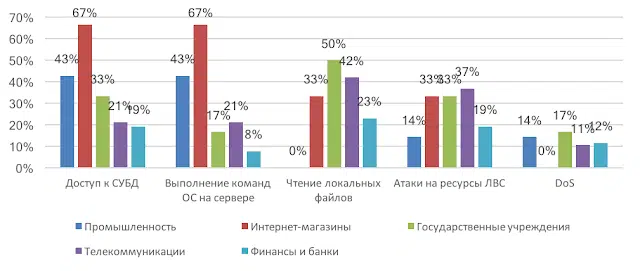 70%
60%
50%
40%
30%
20%
10%
0%
43% 67% 33% 21% 19%
43% 67% 17% 21% 8%
0% 33% 50% 42% 23%
14% 33% 33% 37% 19%
14% 0% 17% 11% 12%
Доступ к СУБД
Выполнение команд
ОС на сервере
Чтение локальных
файлов
Атаки на ресурсы ЛВС
DoS
Промышленность
Интернет-магазины
Государственные учреждения
Телекоммуникации
Финансы и банки